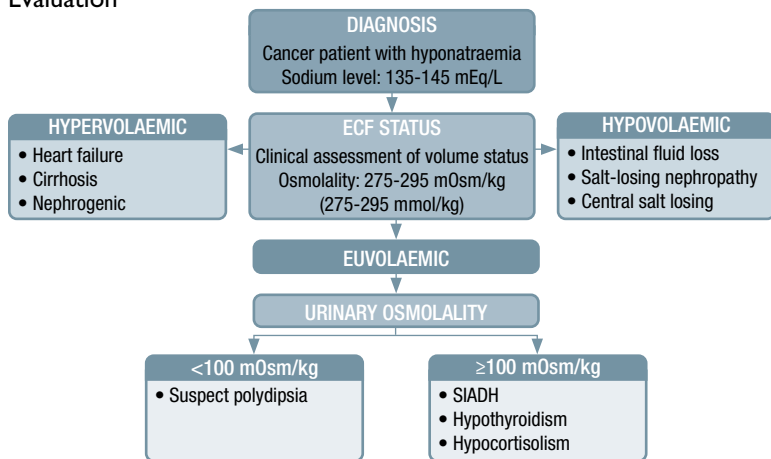 Evaluation
DIAGNOSIS
Cancer patient with hyponatraemia
Sodium level: 135-145 mEq/L
HYPERVOLAEMIC
• Heart failure
• Cirrhosis
• Nephrogenic
ECF STATUS
Clinical assessment of volume status
Osmolality: 275-295 mOsm/kg
(275-295 mmol/kg)
HYPOVOLAEMIC
• Intestinal fluid loss
• Salt-losing nephropathy
• Central salt losing
EUVOLAEMIC
URINARY OSMOLALITY
<100 mOsm/kg
• Suspect polydipsia
≥100 mOsm/kg
• SIADH
• Hypothyroidism
• Hypocortisolism